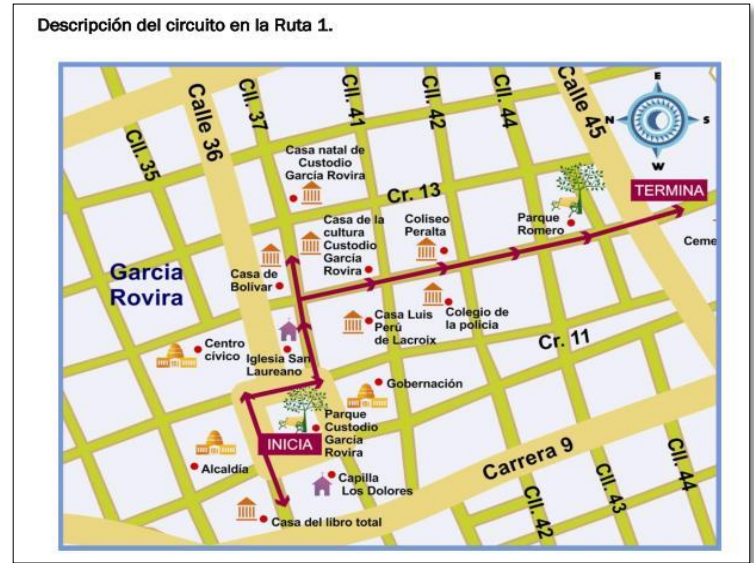 Descripción del circuito en la Ruta 1.
Cll. 35
Calle 36
Cll. 37
Cll. 41
Cll. 42
Cll. 44
Calle 45
E
N
S
W
Casa natal de
Custodio
García Rovira
Cr. 13
TERMINA
Casa de la
cultura
Custodio
García
Rovira
Coliseo
Peralta
Parque
Romero
Ceme
Garcia
Rovira
Casa de
Bolívar
Casa Luis
Perú
de Lacroix
Colegio de
la policia
Centro
cívico
Iglesia San
Laureano
Cr. 11
Gobernación
INICIA
Parque
Custodio
García
Rovira
Alcaldía
Capilla
Los Dolores
Carrera 9
Casa del libro total
Cll. 42
Cll. 43
Cll. 44